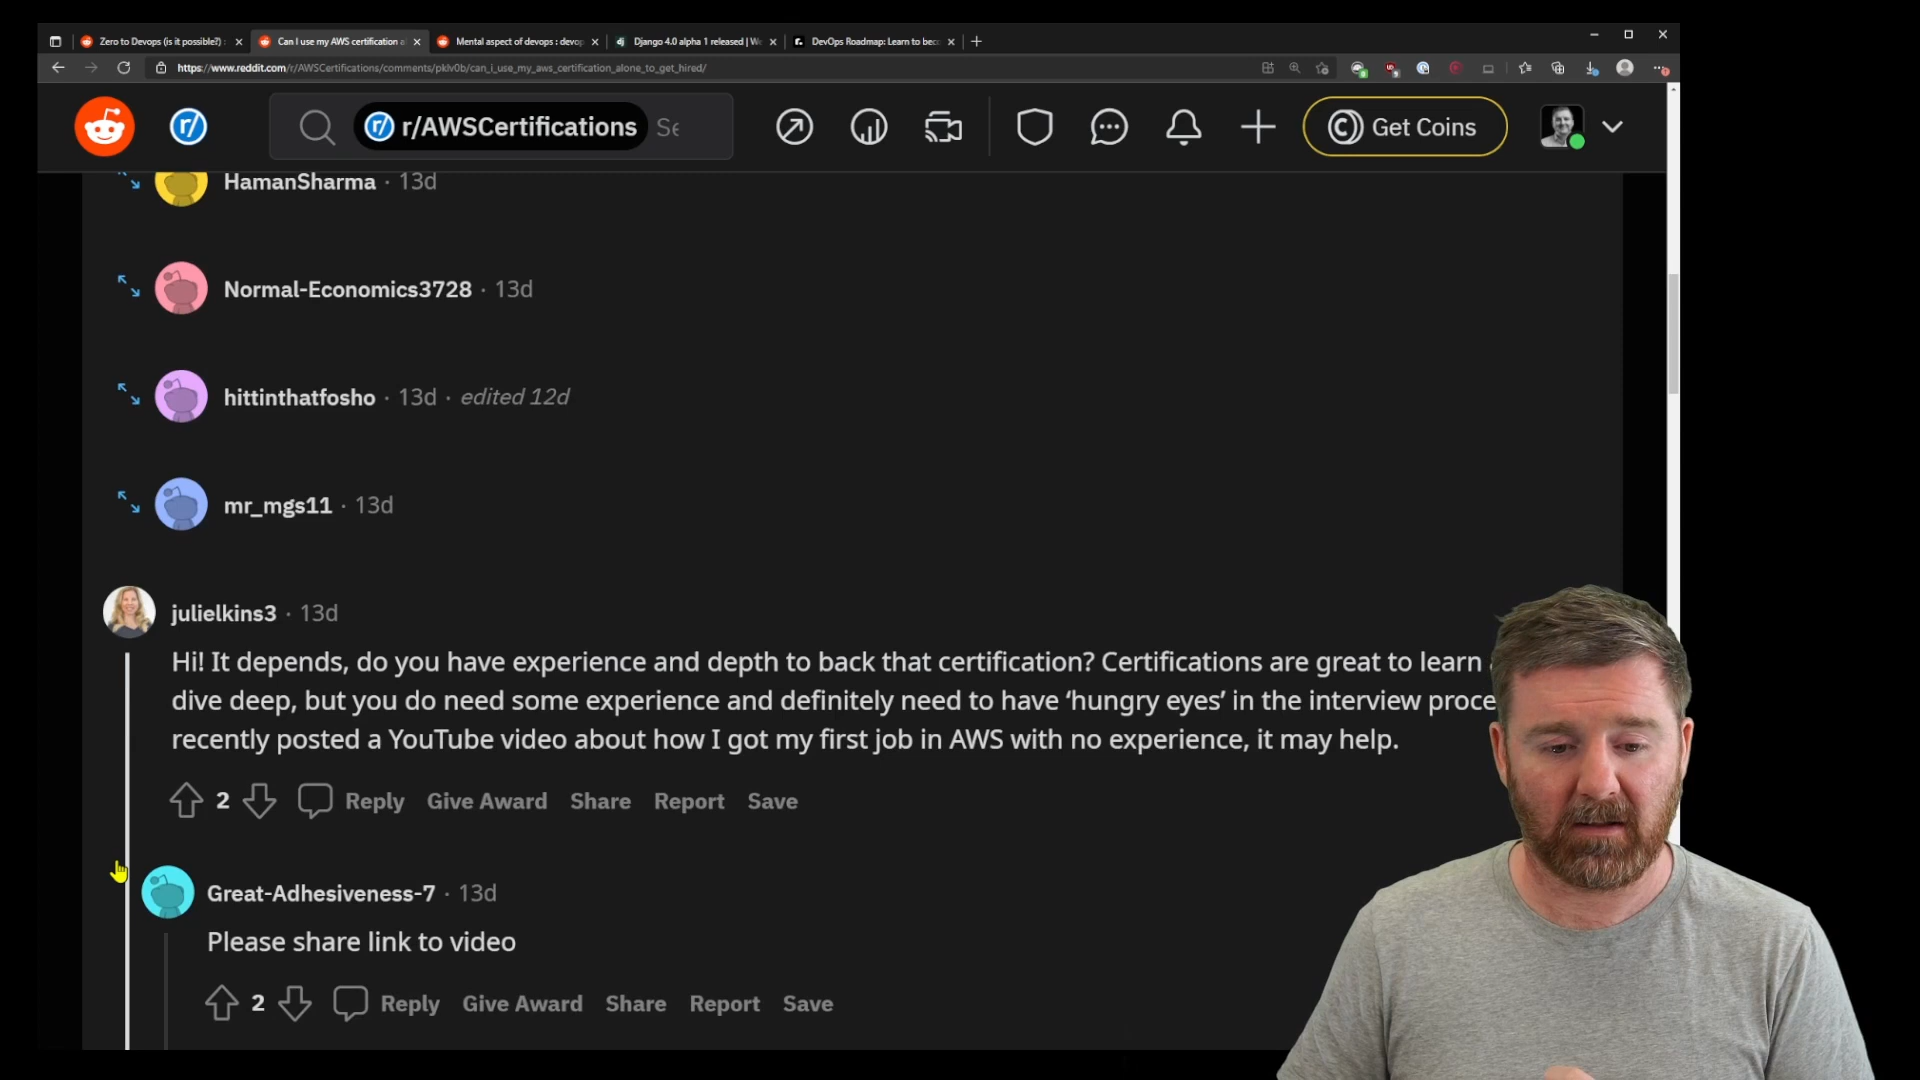 Zero to Devops (is it possible?) :
Can I use my AWS certification a
Mental aspect of devops : devop
Django 4.0 alpha 1 released | We
DevOps Roadmap: Learn to beco
https://www.reddit.com/r/AWSCertifications/comments/pklv0b/can_i_use_my_aws_certification_alone_to_get_hired/
r/AWSCertifications Se
Get Coins
HamanSharma · 13d
Normal-Economics3728 · 13d
hittinthatfosho · 13d · edited 12d
mr_mgs11 · 13d
julielkins3 · 13d
Hi! It depends, do you have experience and depth to back that certification? Certifications are great to learn
dive deep, but you do need some experience and definitely need to have ‘hungry eyes’ in the interview proce
recently posted a YouTube video about how I got my first job in AWS with no experience, it may help.
2 Reply Give Award Share Report Save
Great-Adhesiveness-7 · 13d
Please share link to video
2 Reply Give Award Share Report Save